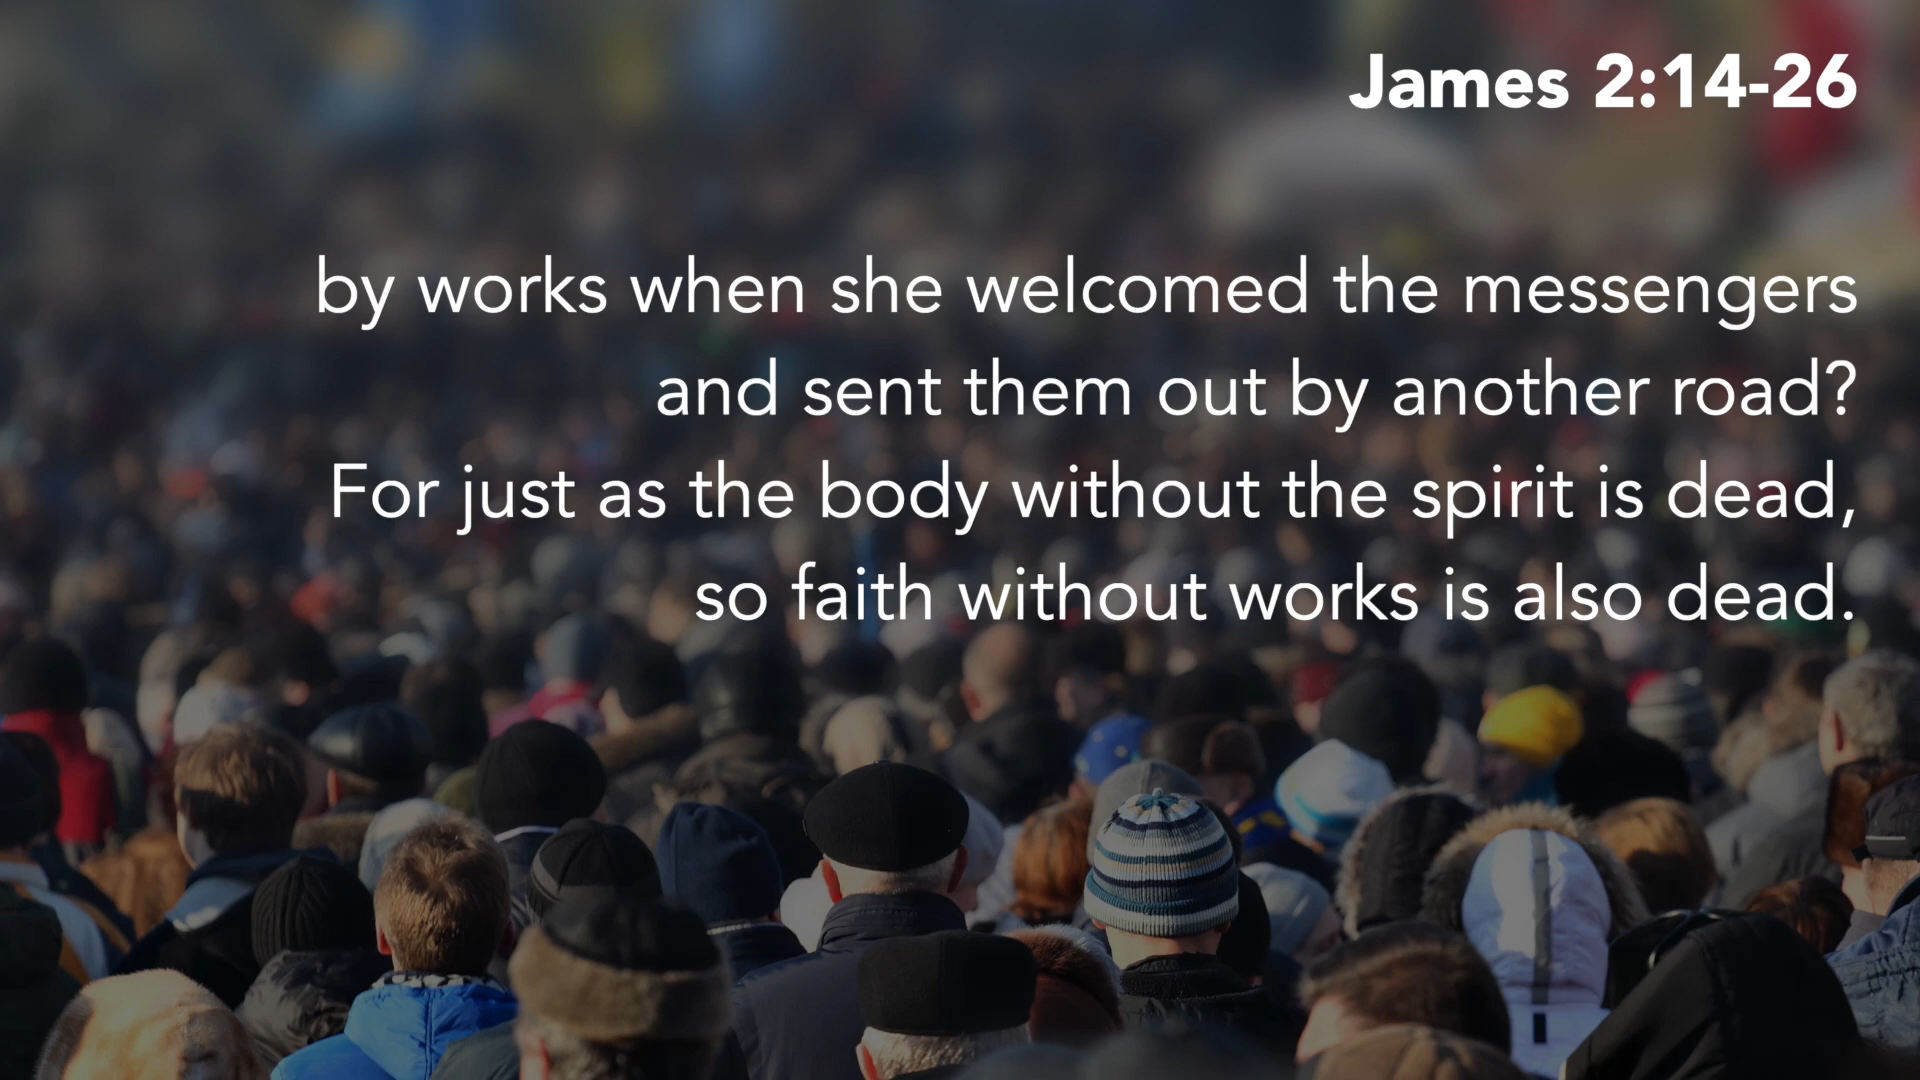 James 2:14-26
by works when she welcomed the messengers
and sent them out by another road?
For just as the body without the spirit is dead,
so faith without works is also dead.